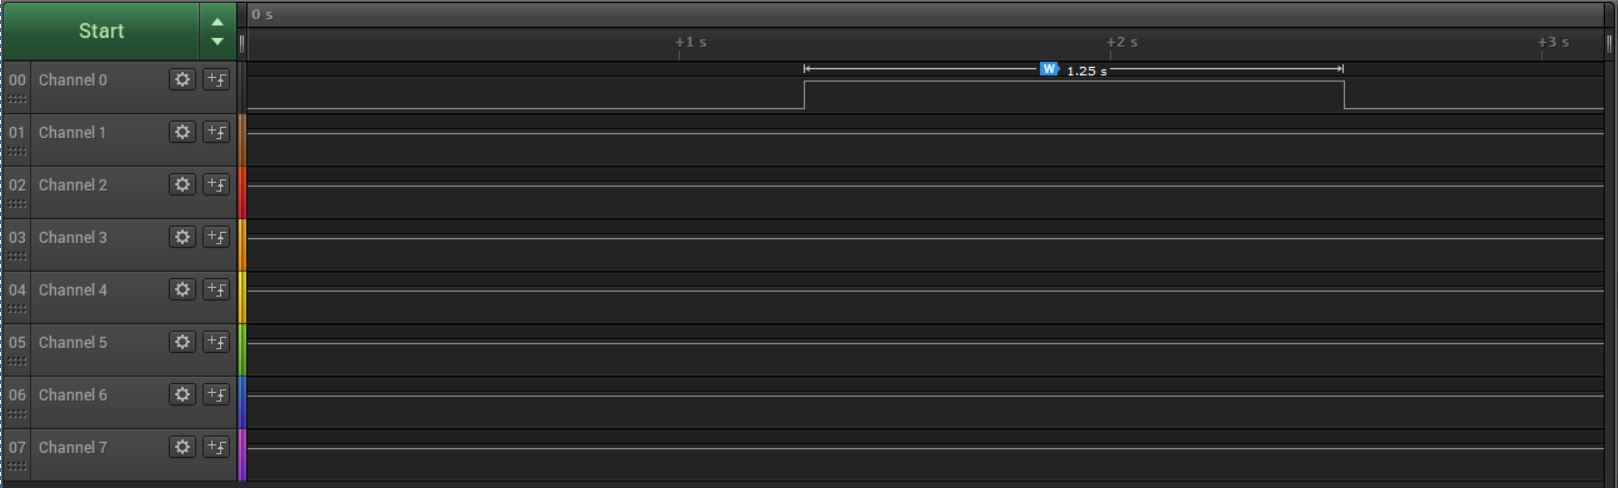 Start
0 s
+1 s +2 s +3 s
00 Channel 0
W 1.25 s
01 Channel 1
02 Channel 2
03 Channel 3
04 Channel 4
05 Channel 5
06 Channel 6
07 Channel 7